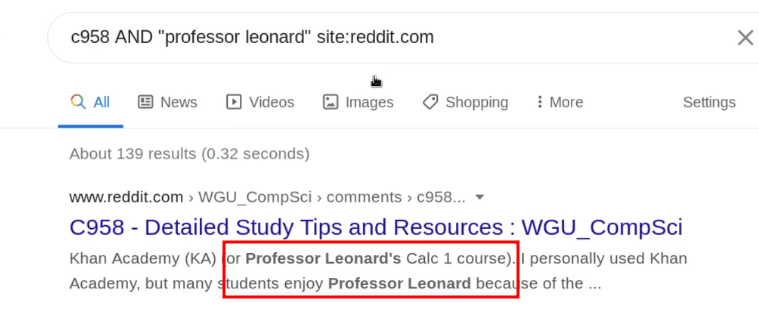 c958 AND "professor leonard" site:reddit.com
All News Videos Images Shopping More Settings
About 139 results (0.32 seconds)
www.reddit.com › WGU_CompSci › comments › c958...
C958 - Detailed Study Tips and Resources : WGU_CompSci
Khan Academy (KA) (or Professor Leonard's Calc 1 course). I personally used Khan
Academy, but many students enjoy Professor Leonard because of the ...